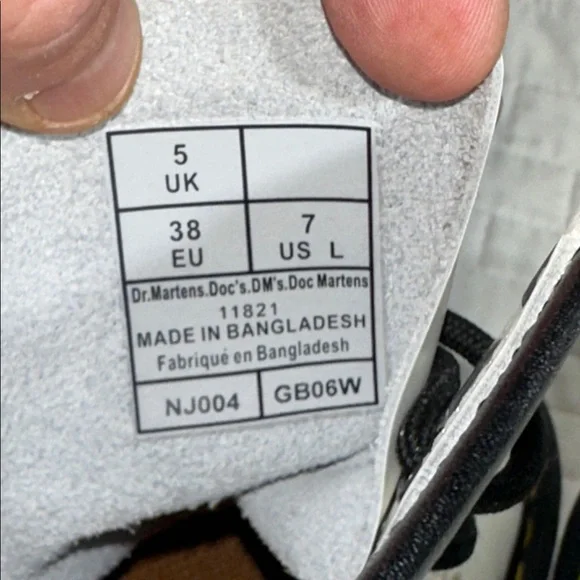 5
UK
38
EU
7
US L
Dr.Martens.Doc's.DM's.Doc Martens
11821
MADE IN BANGLADESH
Fabriqué en Bangladesh
NJ004
GB06W